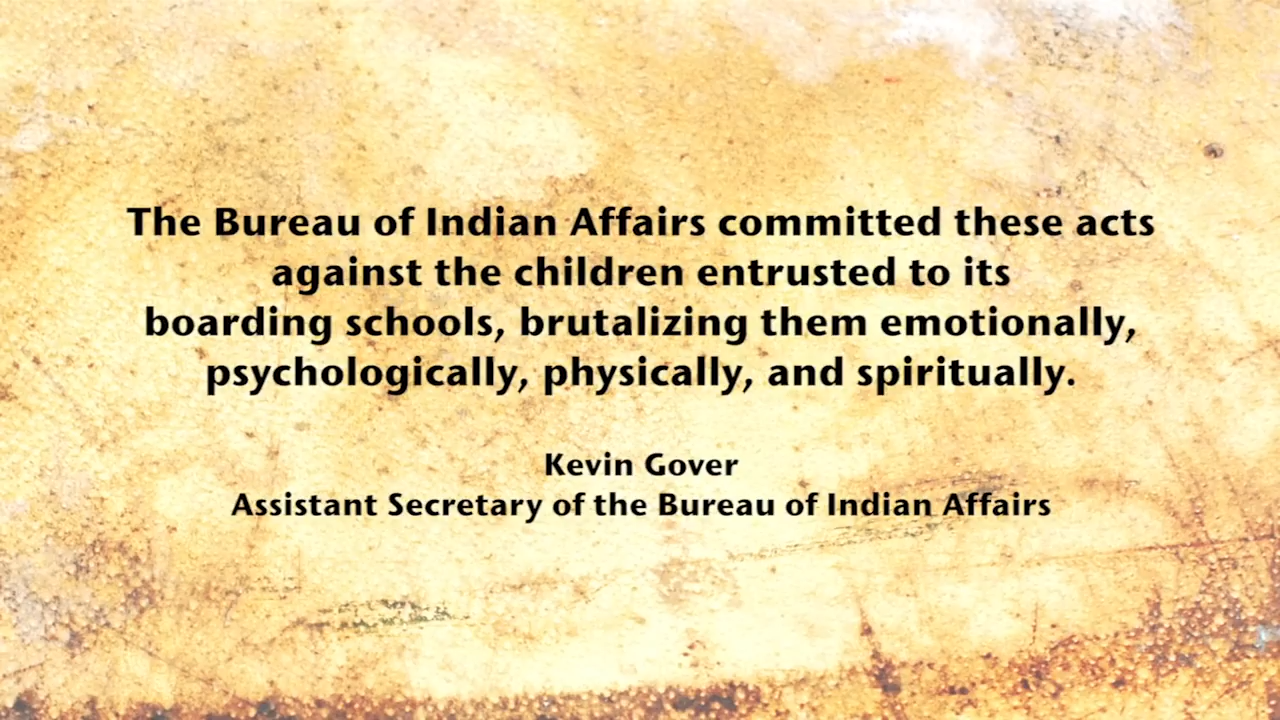 The Bureau of Indian Affairs committed these acts
against the children entrusted to its
boarding schools, brutalizing them emotionally,
psychologically, physically, and spiritually.
Kevin Gover
Assistant Secretary of the Bureau of Indian Affairs